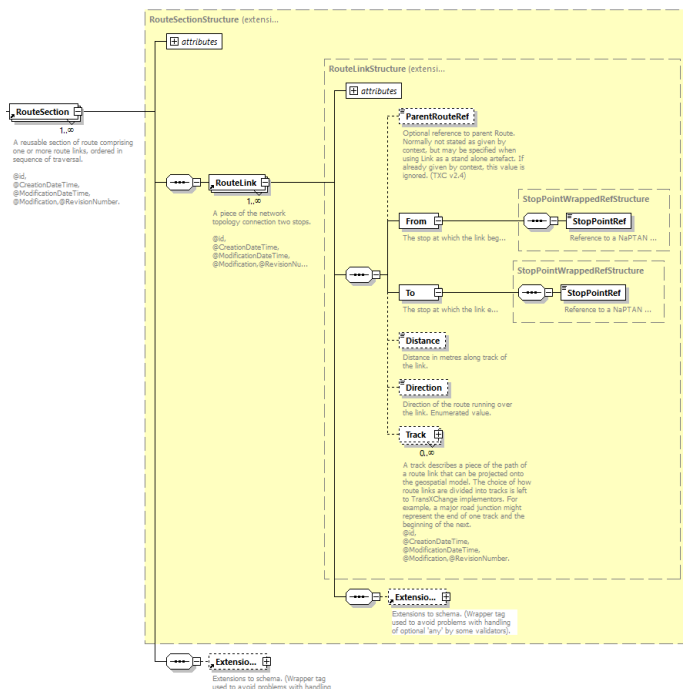 RouteSectionStructure (extensi...
attributes
RouteLinkStructure (extensi...
attributes
RouteSection
1..∞
A reusable section of route comprising
one or more route links, ordered in
sequence of traversal.
@id,
@CreationDateTime,
@ModificationDateTime,
@Modification,@RevisionNumber.
RouteLink
1..∞
A piece of the network
topology connection two stops.
@id,
@CreationDateTime,
@ModificationDateTime,
@Modification,@RevisionNu...
ParentRouteRef
Optional reference to parent Route.
Normally not stated as given by
context, but may be specified when
using Link as a stand alone artefact. If
already given by context, this value is
ignored. (TXC v2.4)
From
The stop at which the link beg...
StopPointWrappedRefStructure
StopPointRef
Reference to a NaPTAN ...
To
The stop at which the link e...
StopPointWrappedRefStructure
StopPointRef
Reference to a NaPTAN ...
Distance
Distance in metres along track of
the link.
Direction
Direction of the route running over
the link. Enumerated value.
Track
0..∞
A track describes a piece of the path of
a route link that can be projected onto
the geospatial model. The choice of how
route links are divided into tracks is left
to TransXChange implementors. For
example, a major road junction might
represent the end of one track and the
beginning of the next.
@id,
@CreationDateTime,
@ModificationDateTime,
@Modification,@RevisionNumber.
Extensio...
Extensions to schema. (Wrapper tag
used to avoid problems with handling
of optional 'any' by some validators).
Extensio...
Extensions to schema. (Wrapper tag
used to avoid problems with handling